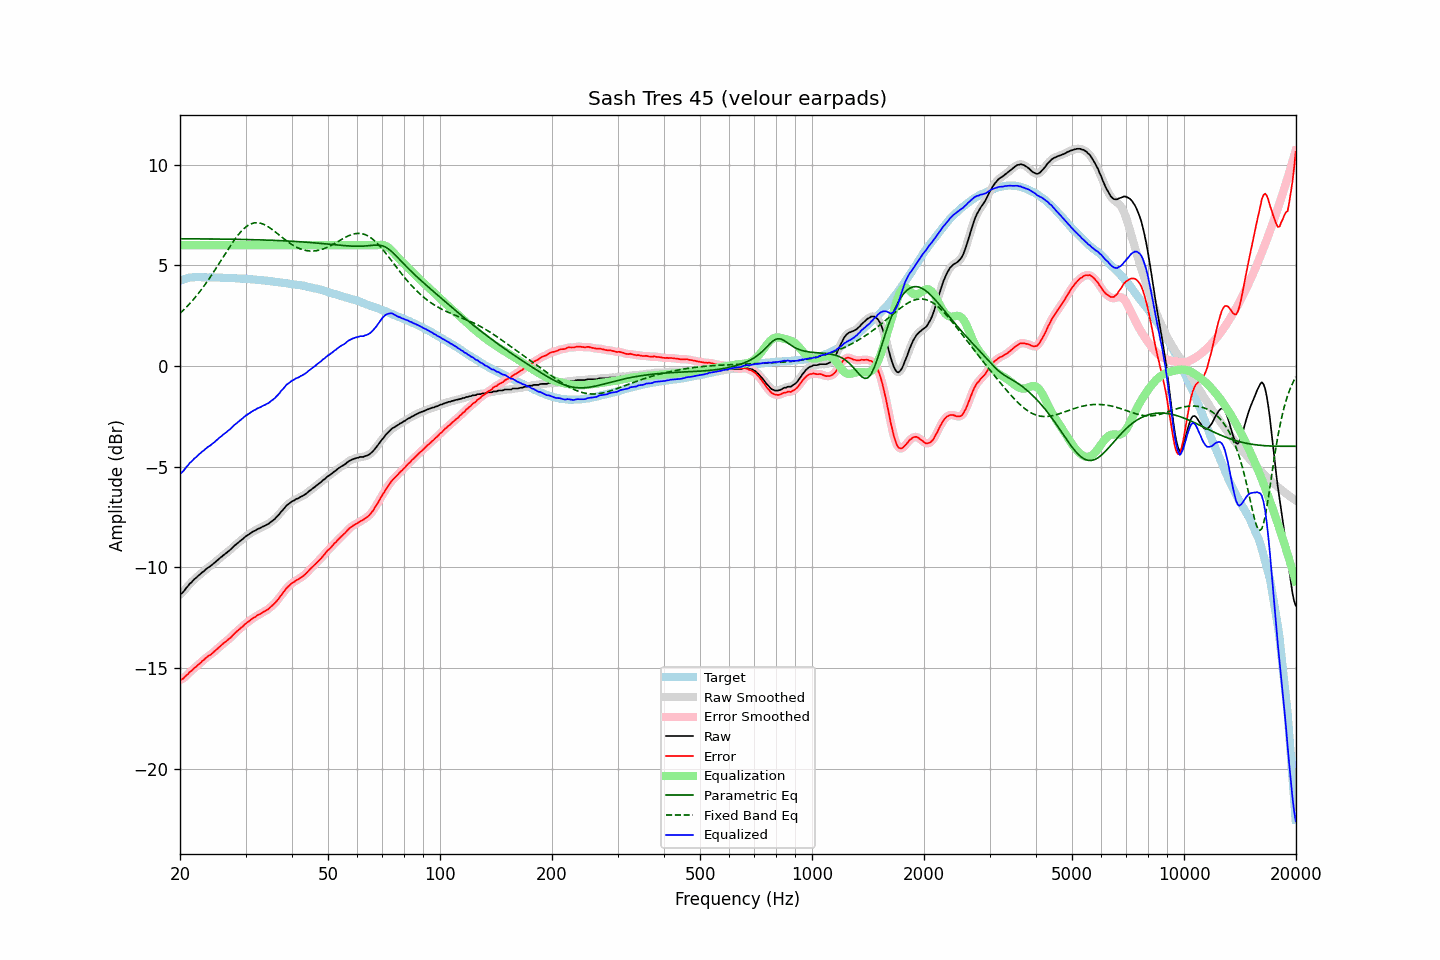 Sash Tres 45 (velour earpads)
Amplitude (dBr)
10
5
0
−5
−10
−15
−20
Target
Raw Smoothed
Error Smoothed
Raw
Error
Equalization
Parametric Eq
Fixed Band Eq
Equalized
20 50 100 200 500 1000 2000 5000 10000 20000
Frequency (Hz)